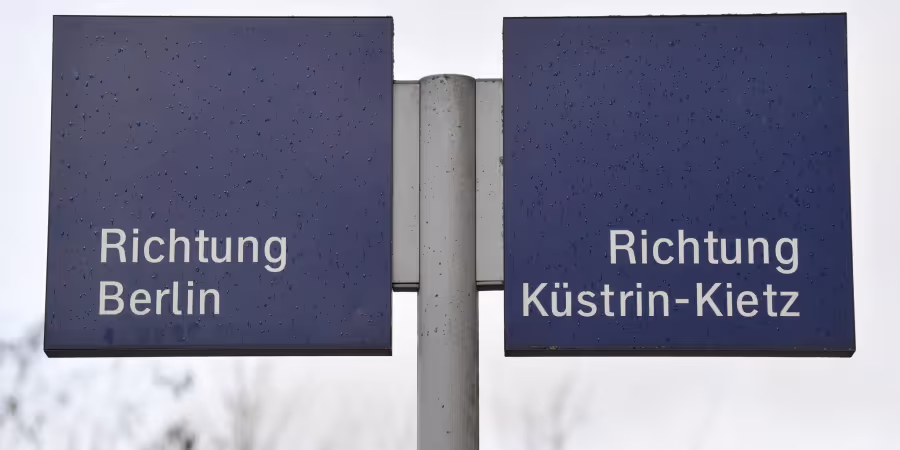 Richtung
Berlin
Richtung
Küstrin-Kietz